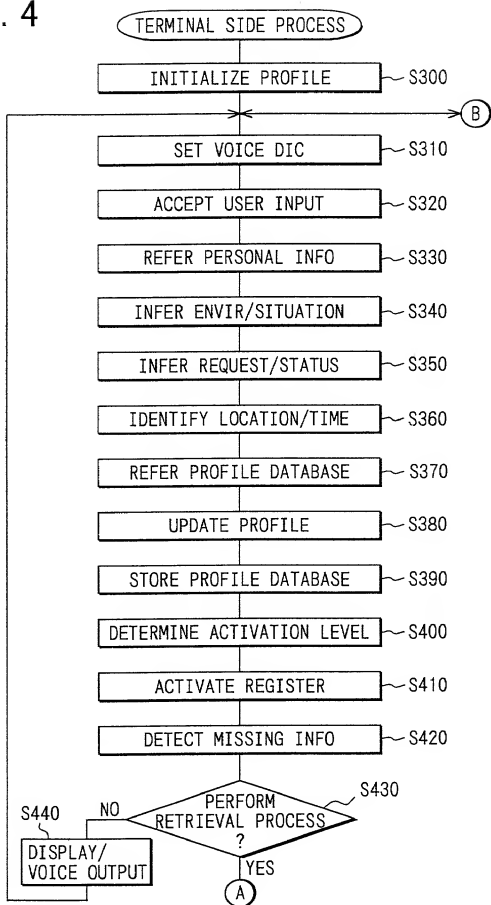 . 4
TERMINAL SIDE PROCESS
INITIALIZE PROFILE S300
B
SET VOICE DIC S310
ACCEPT USER INPUT S320
REFER PERSONAL INFO S330
INFER ENVIR/SITUATION S340
INFER REQUEST/STATUS S350
IDENTIFY LOCATION/TIME S360
REFER PROFILE DATABASE S370
UPDATE PROFILE S380
STORE PROFILE DATABASE S390
DETERMINE ACTIVATION LEVEL S400
ACTIVATE REGISTER S410
DETECT MISSING INFO S420
S430
PERFORM
RETRIEVAL PROCESS
?
S440
NO
DISPLAY/
VOICE OUTPUT
YES
A